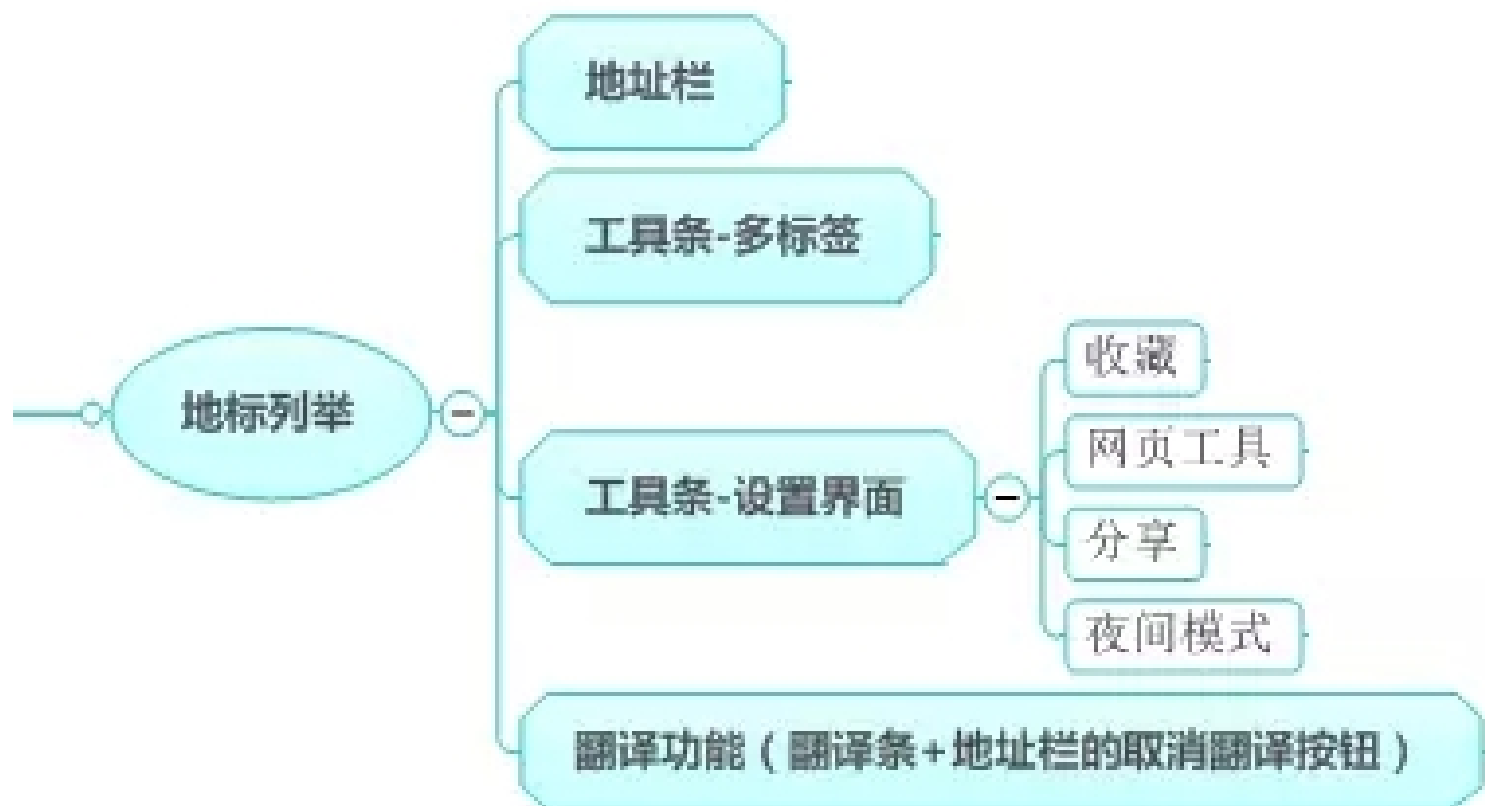 地址栏
工具条-多标签
地标列举
工具条-设置界面
收藏
网页工具
分享
夜间模式
翻译功能（翻译条+地址栏的取消翻译按钮）